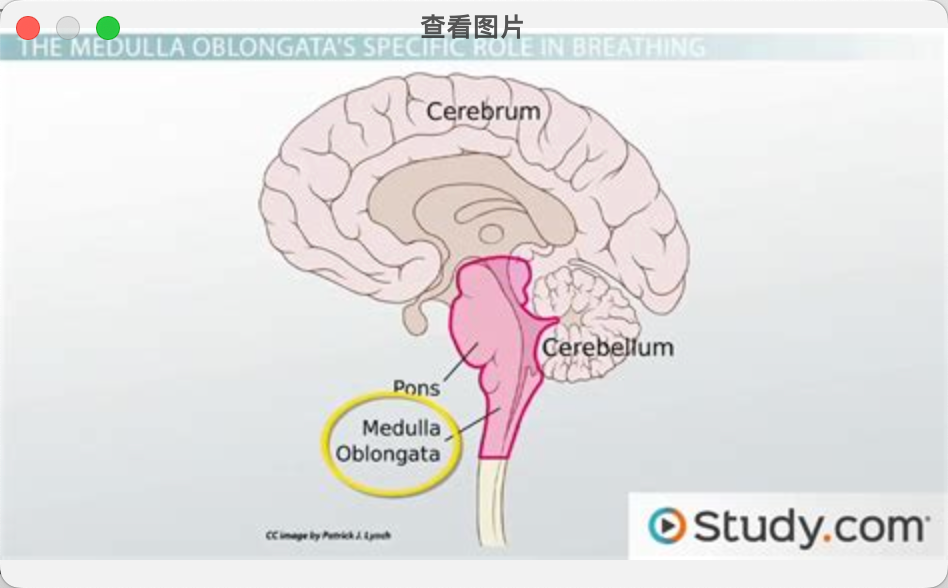 查看图片
THE MEDULLA OBLONGATA'S SPECIFIC ROLE IN BREATHING
Cerebrum
Cerebellum
Pons
Medulla
Oblongata
CC image by Patrick J. Lynch
Study.com